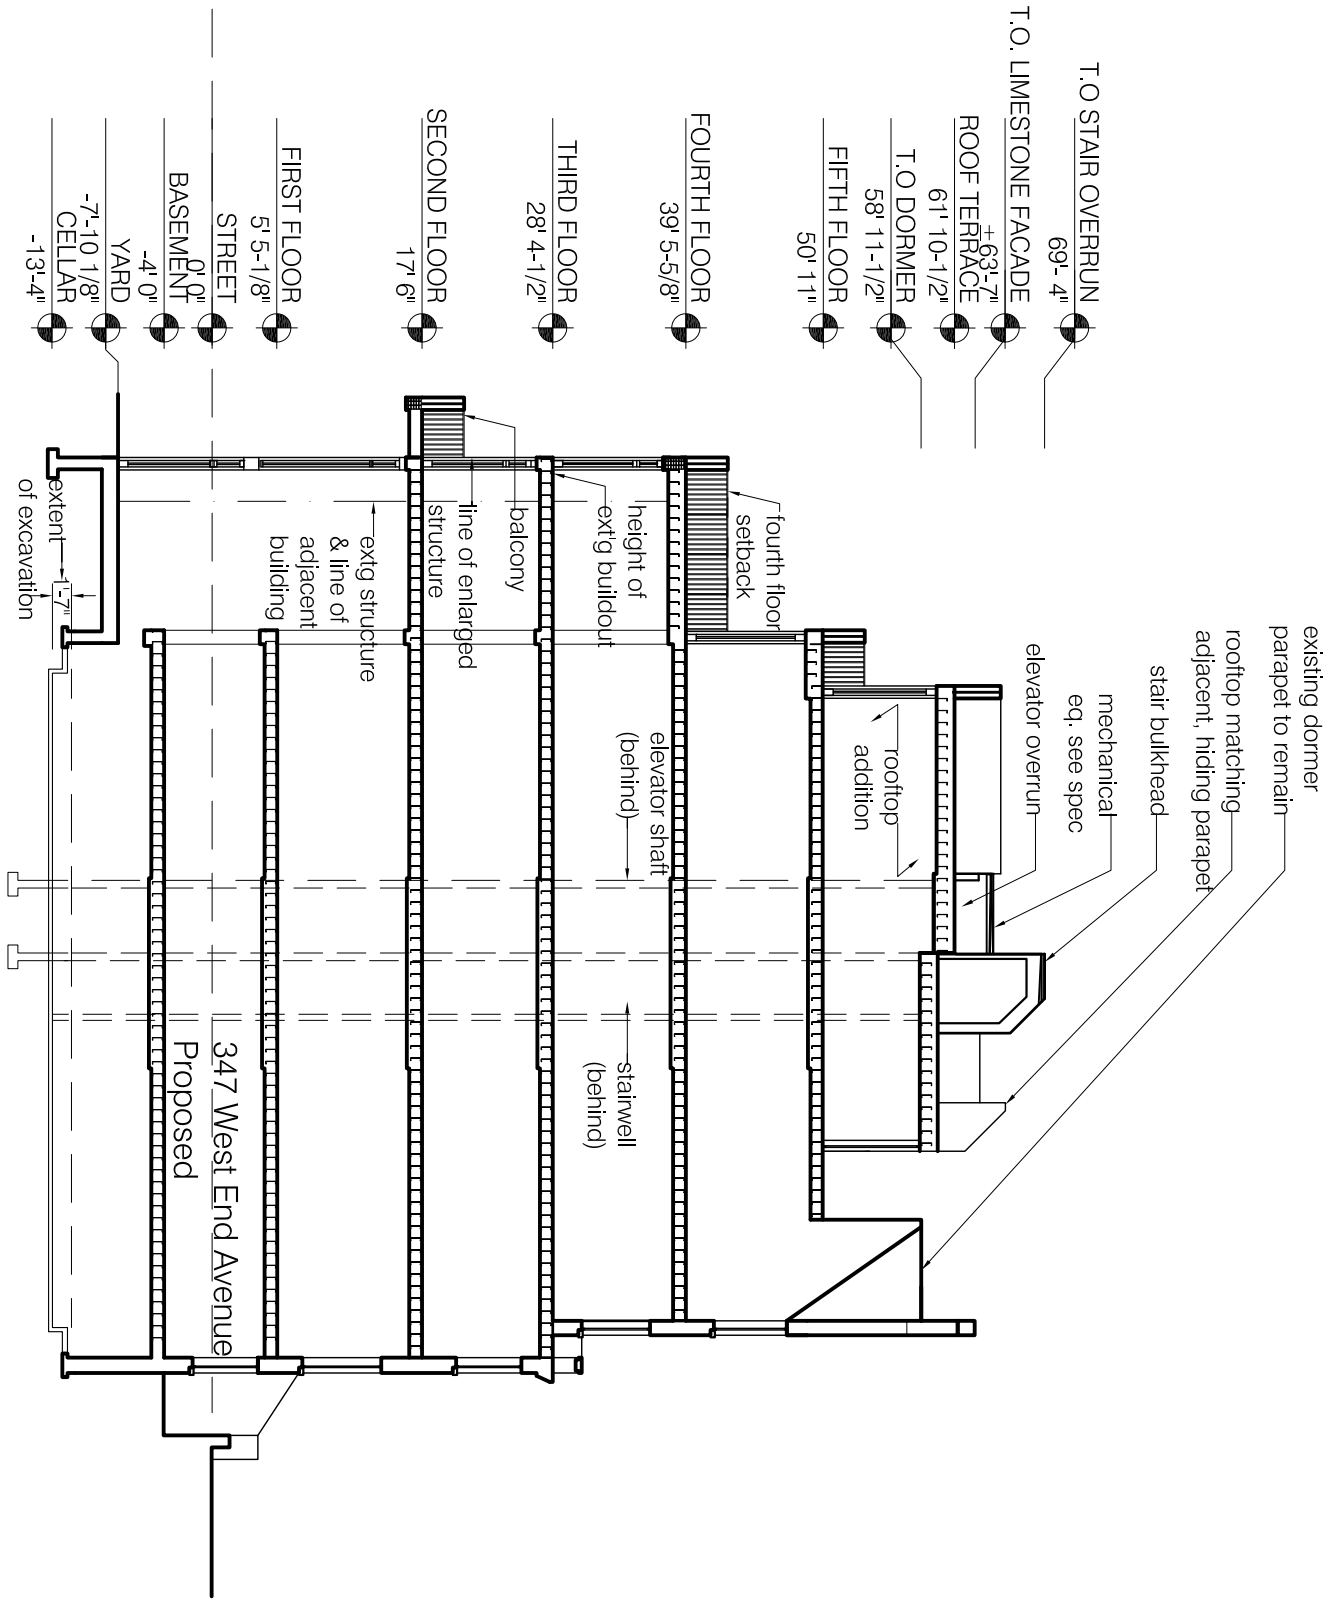 T.O STAIR OVERRUN
69'- 4"
T.O. LIMESTONE FACADE
+63'-7"
ROOF TERRACE
61' 10-1/2"
T.O DORMER
58' 11-1/2"
FIFTH FLOOR
50' 11"
FOURTH FLOOR
39' 5-5/8"
THIRD FLOOR
28' 4-1/2"
SECOND FLOOR
17' 6"
FIRST FLOOR
5' 5-1/8"
STREET
0' 0"
BASEMENT
-4' 0"
YARD
-7'-10 1/8"
CELLAR
-13'-4"
existing dormer
parapet to remain
rooftop matching
adjacent, hiding parapet
stair bulkhead
mechanical
eq. see spec
elevator overrun
rooftop
addition
fourth floor
setback
height of
ext'g buildout
balcony
line of enlarged
structure
extg structure
& line of
adjacent
building
extent
of excavation
1'-7"
elevator shaft
(behind)
stairwell
(behind)
347 West End Avenue
Proposed